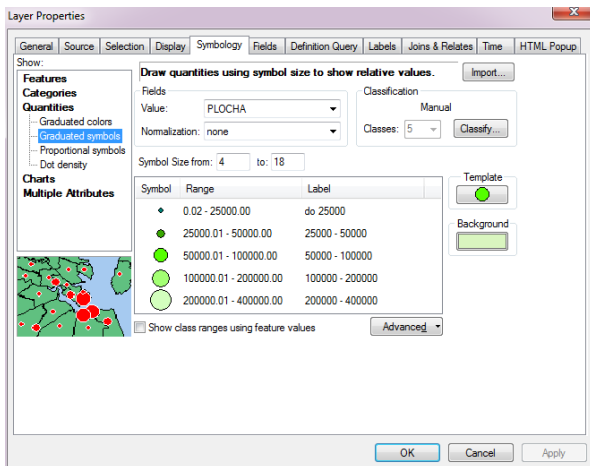 Layer Properties
General Source Selection Display Symbology Fields Definition Query Labels Joins & Relates Time HTML Popup
Show:
Features
Categories
Quantities
Graduated colors
Graduated symbols
Proportional symbols
Dot density
Charts
Multiple Attributes
Draw quantities using symbol size to show relative values.
Import...
Fields
Value: PLOCHA
Normalization: none
Classification
Manual
Classes: 5 Classify...
Symbol Size from: 4 to: 18
Symbol Range Label
0.02 - 25000.00 do 25000
25000.01 - 50000.00 25000 - 50000
50000.01 - 100000.00 50000 - 100000
100000.01 - 200000.00 100000 - 200000
200000.01 - 400000.00 200000 - 400000
Template
Background
Show class ranges using feature values
Advanced
OK Cancel Apply